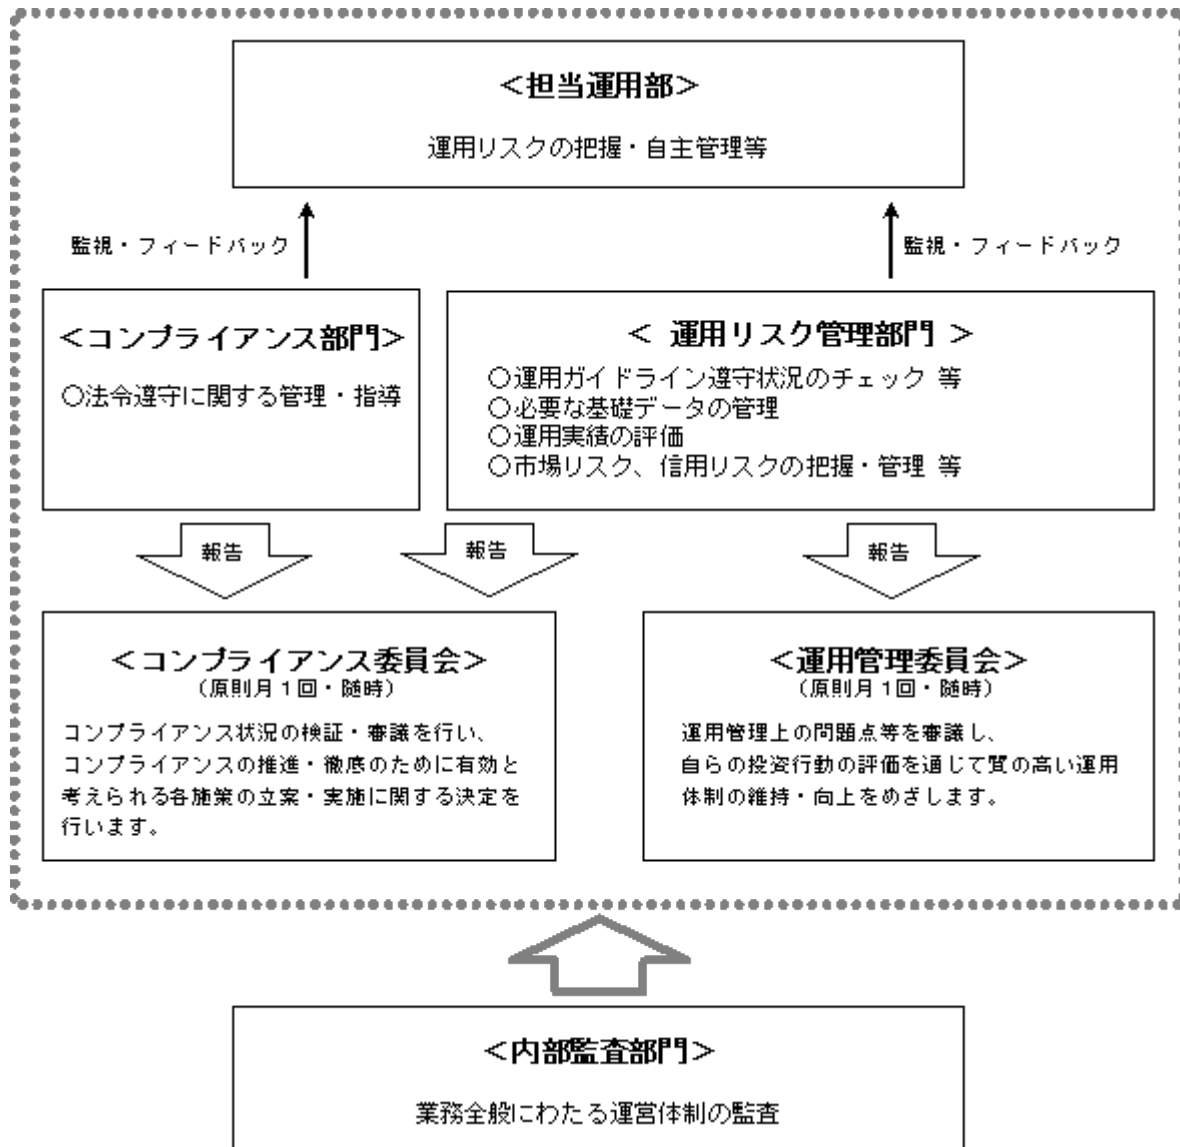 ＜担当運用部＞
運用リスクの把握・自主管理等
監視・フィードバック
監視・フィードバック
＜コンプライアンス部門＞
○法令遵守に関する管理・指導
＜ 運用リスク管理部門 ＞
○運用ガイドライン遵守状況のチェック 等
○必要な基礎データの管理
○運用実績の評価
○市場リスク、信用リスクの把握・管理 等
報告
報告
報告
＜コンプライアンス委員会＞
（原則月１回・随時）
コンプライアンス状況の検証・審議を行い、
コンプライアンスの推進・徹底のために有効と
考えられる各施策の立案・実施に関する決定を
行います。
＜運用管理委員会＞
（原則月１回・随時）
運用管理上の問題点等を審議し、
自らの投資行動の評価を通じて質の高い運用
体制の維持・向上をめざします。
＜内部監査部門＞
業務全般にわたる運営体制の監査